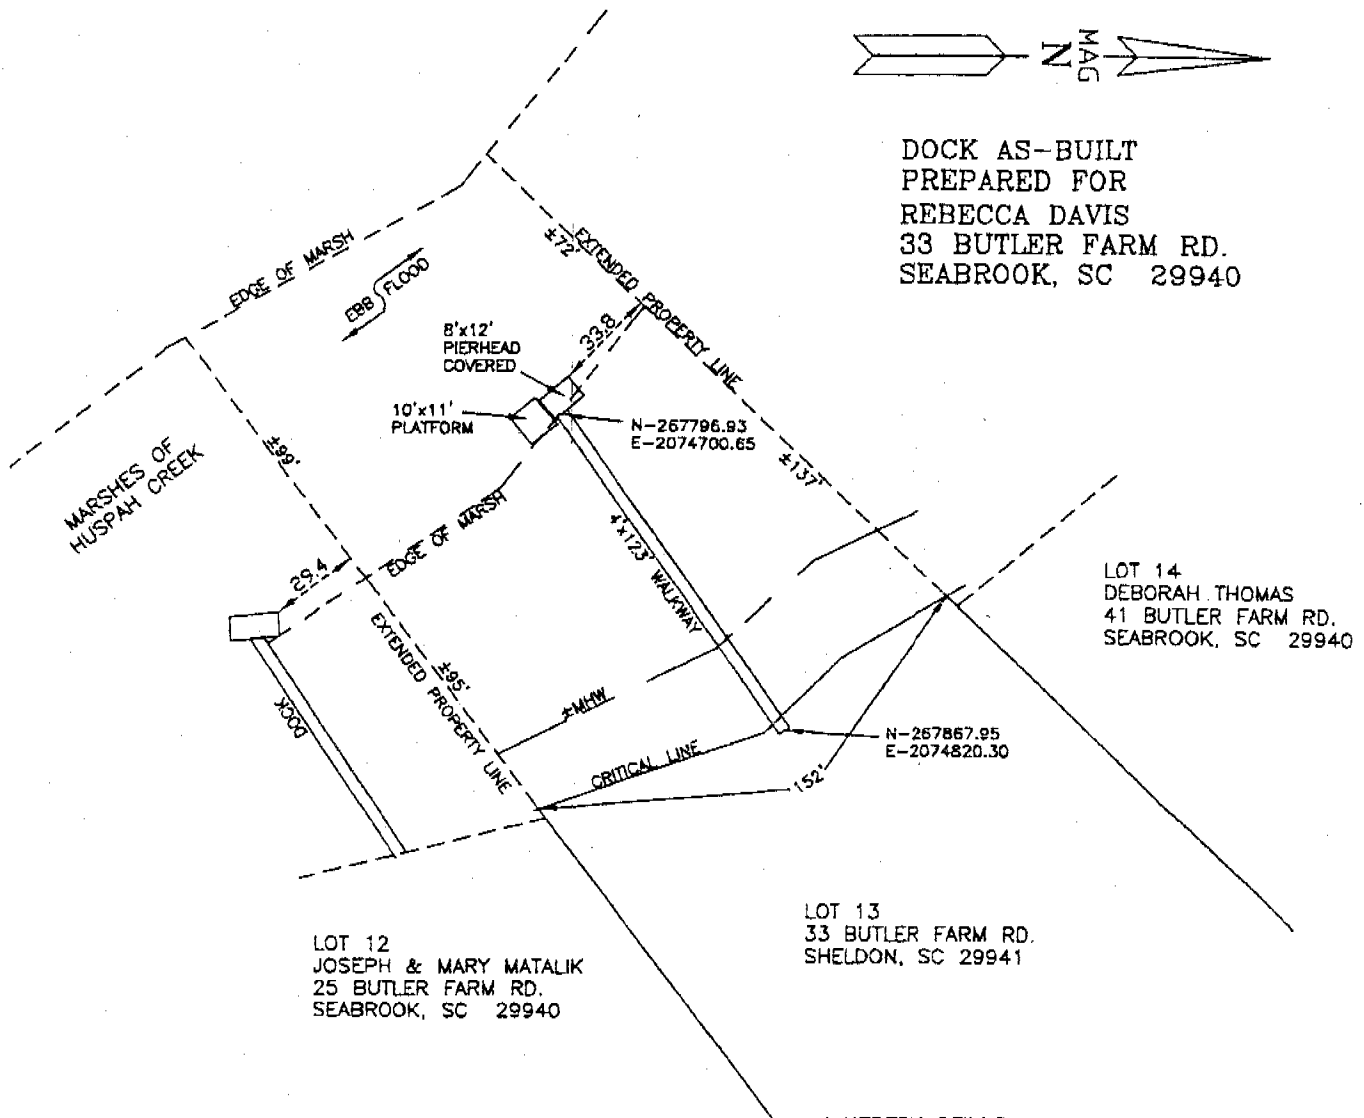 MAG
N
DOCK AS-BUILT
PREPARED FOR
REBECCA DAVIS
33 BUTLER FARM RD.
SEABROOK, SC 29940
EXTENDED PROPERTY LINE
±72'
EDGE OF MARSH
EBB
FLOOD
33.8
8'x12'
PIERHEAD
COVERED
10'x11'
PLATFORM
N-267796.93
E-2074700.65
±99'
±137'
MARSHES OF
HUSPAH CREEK
EDGE OF MARSH
4'x123' WALKWAY
29.4
LOT 14
DEBORAH THOMAS
41 BUTLER FARM RD.
SEABROOK, SC 29940
EXTENDED PROPERTY LINE
±95'
DOCK
±MHW
N-267867.95
E-2074820.30
CRITICAL LINE
152'
LOT 13
33 BUTLER FARM RD.
SHELDON, SC 29941
LOT 12
JOSEPH & MARY MATALIK
25 BUTLER FARM RD.
SEABROOK, SC 29940